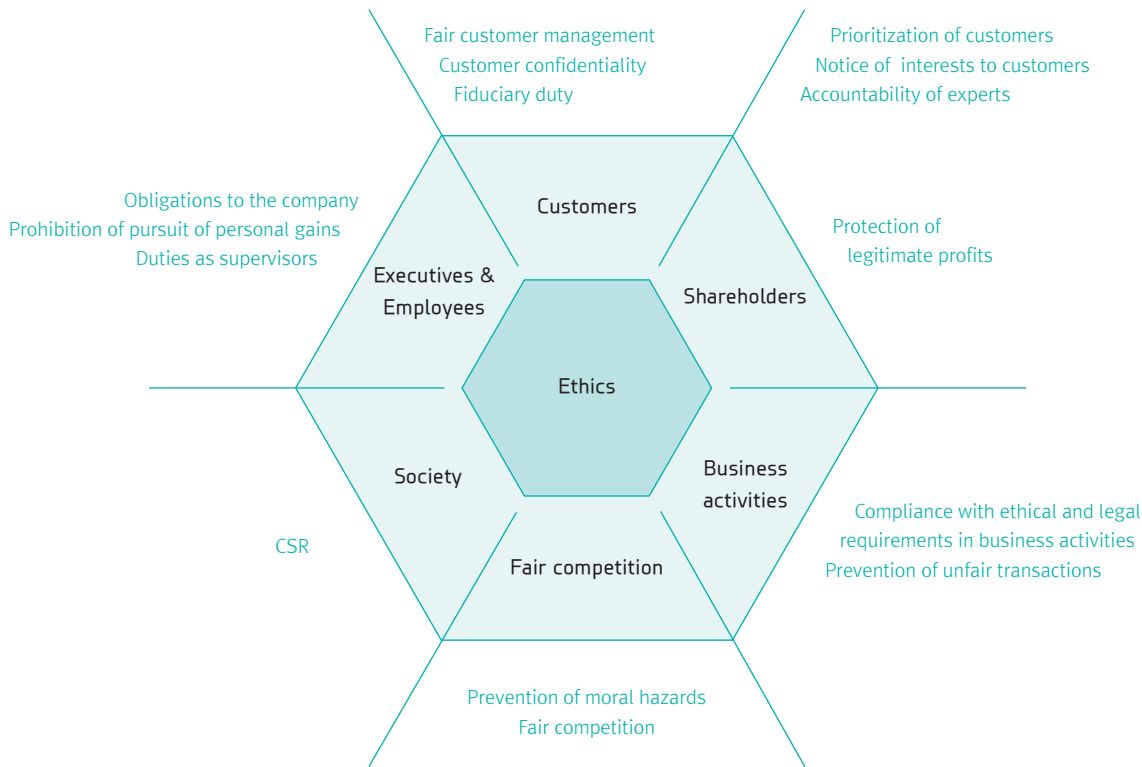 Fair customer management
Customer confidentiality
Fiduciary duty
Prioritization of customers
Notice of interests to customers
Accountability of experts
Obligations to the company
Prohibition of pursuit of personal gains
Duties as supervisors
Customers
Protection of
legitimate profits
Executives &
Employees
Shareholders
Ethics
Society
Business
activities
CSR
Compliance with ethical and legal
requirements in business activities
Prevention of unfair transactions
Fair competition
Prevention of moral hazards
Fair competition